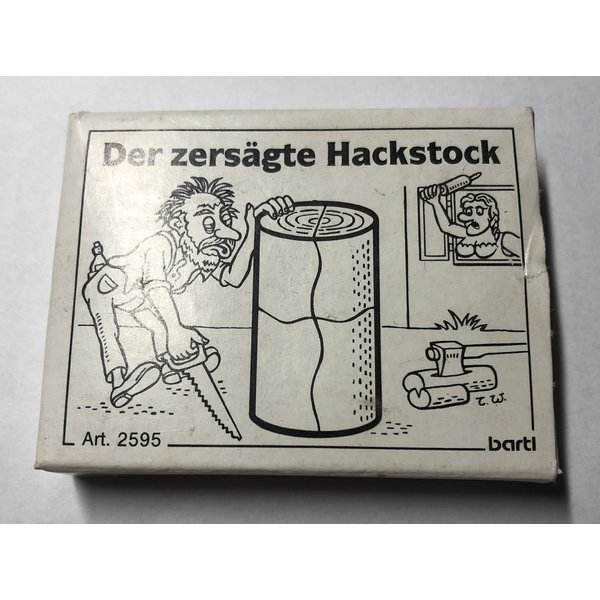 Der zersägte Hackstock
τ.W.
Art. 2595
bartl